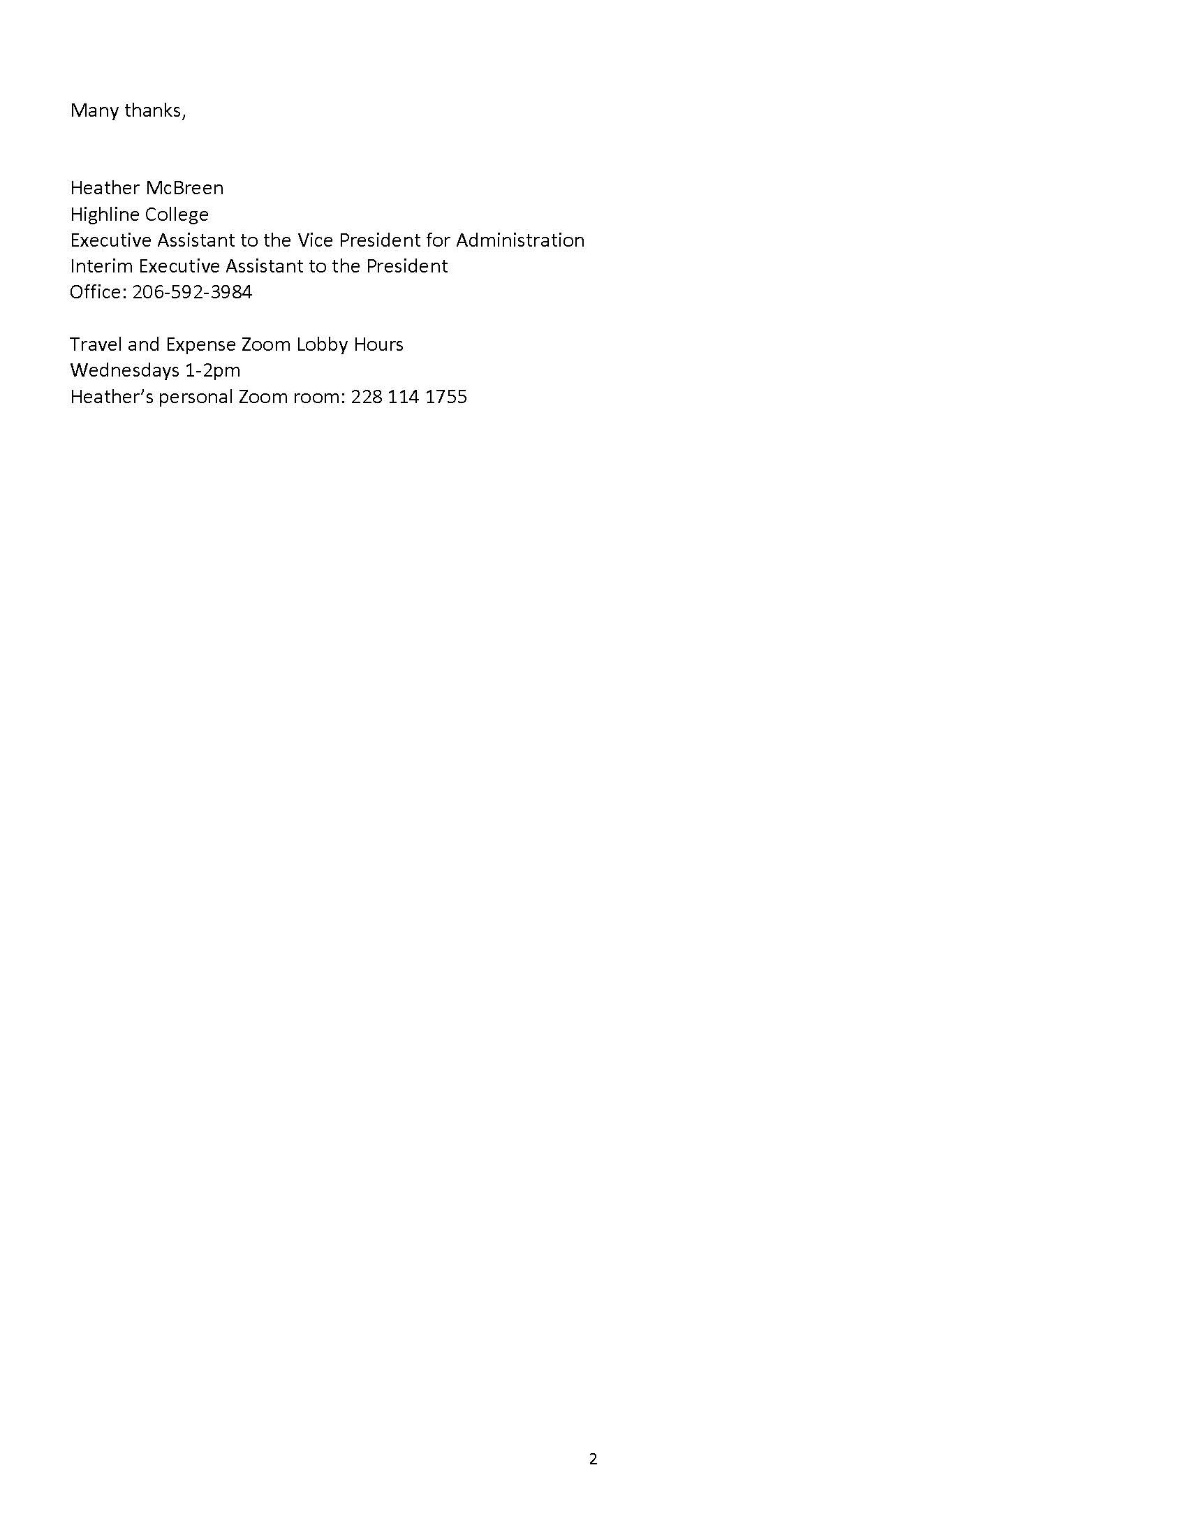 Many thanks,
Heather McBreen
Highline College
Executive Assistant to the Vice President for Administration
Interim Executive Assistant to the President
Office: 206-592-3984
Travel and Expense Zoom Lobby Hours
Wednesdays 1-2pm
Heather’s personal Zoom room: 228 114 1755
2